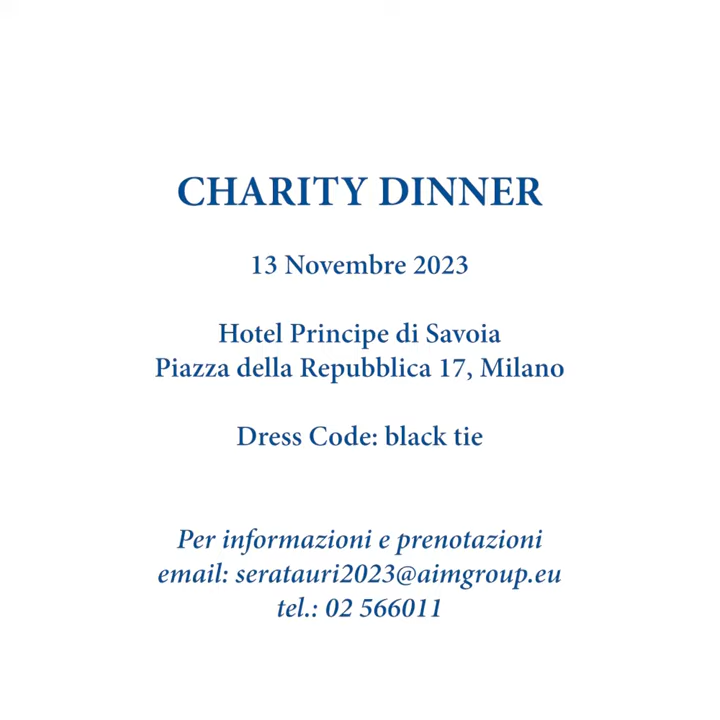 CHARITY DINNER
13 Novembre 2023
Hotel Principe di Savoia
Piazza della Repubblica 17, Milano
Dress Code: black tie
Per informazioni e prenotazioni
email: seratauri2023@aimgroup.eu
tel.: 02 566011